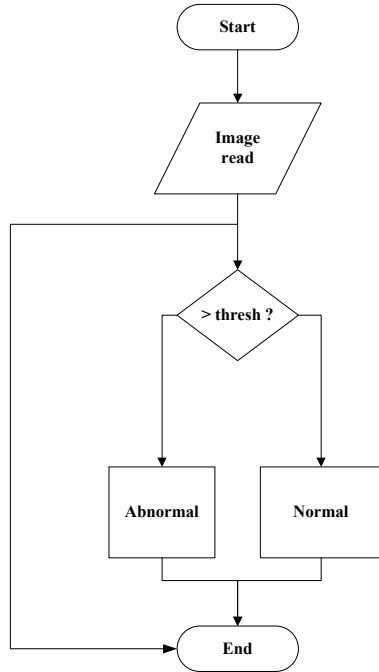 Start
Image
read
> thresh ?
Abnormal
Normal
End